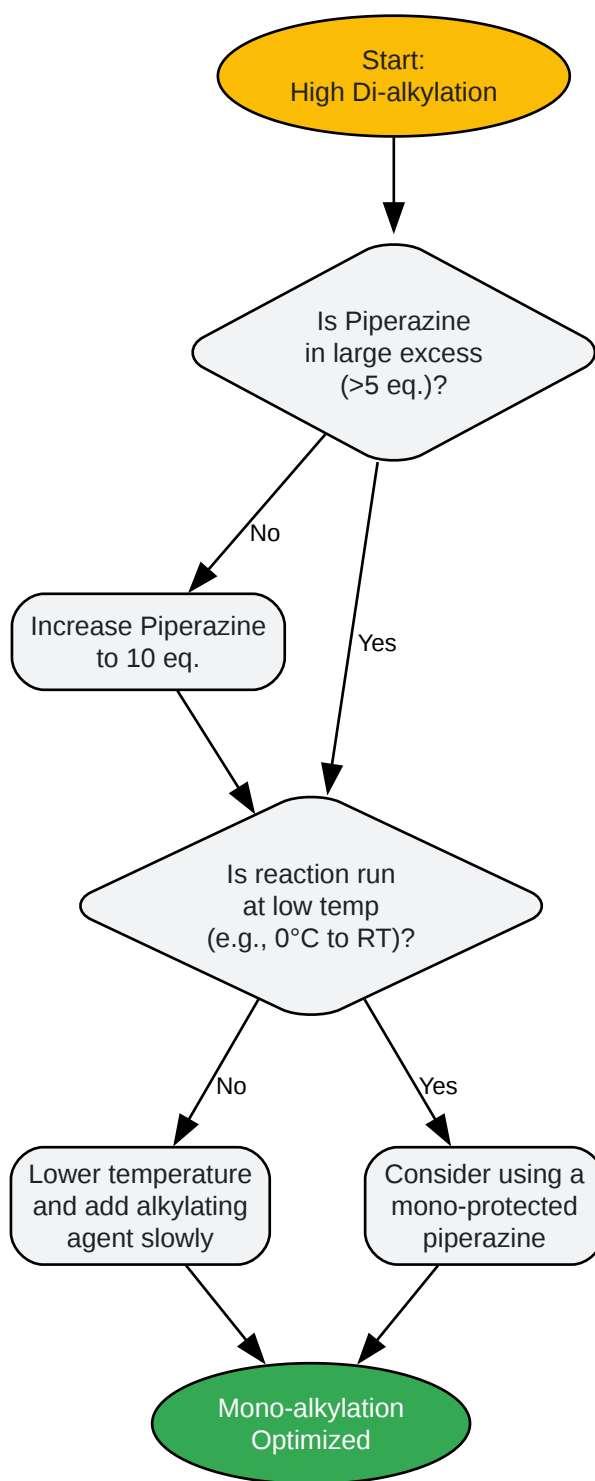 Start:
High Di-alkylation
Is Piperazine
in large excess
(>5 eq.)?
No
Increase Piperazine
to 10 eq.
Yes
Is reaction run
at low temp
(e.g., 0°C to RT)?
No
Yes
Lower temperature
and add alkylating
agent slowly
Consider using a
mono-protected
piperazine
Mono-alkylation
Optimized